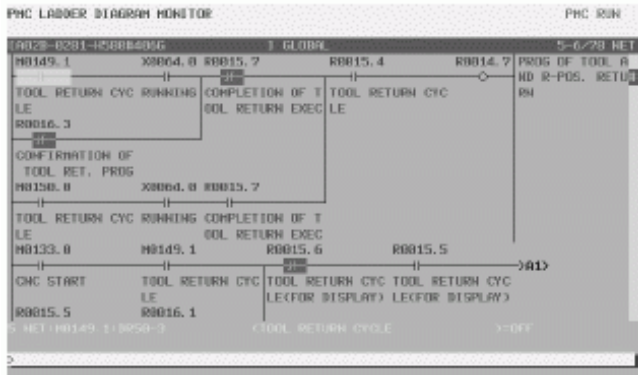 PMC LADDER DIAGRAM MONITOR PMC RUN
] GLOBAL 5-6/78 NET
M0149.1 X0064.0 R0015.7 R0015.4 R0014.7 PROG OF TOOL A
ND R-POS. RETU
TOOL RETURN CYC RUNNING COMPLETION OF T TOOL RETURN CYC RN
LE OOL RETURN EXEC LE
R0016.3
CONFIRMATION OF
TOOL RET. PROG
M0150.0 X0064.0 R0015.7
TOOL RETURN CYC RUNNING COMPLETION OF T
LE OOL RETURN EXEC
M0133.0 M0149.1 R0015.6 R0015.5
>A1>
CNC START TOOL RETURN CYC TOOL RETURN CYC TOOL RETURN CYC
LE LE(FOR DISPLAY) LE(FOR DISPLAY)
R0015.5 R0016.1
S NET:M0149.1: (TOOL RETURN CYCLE )=OFF
>